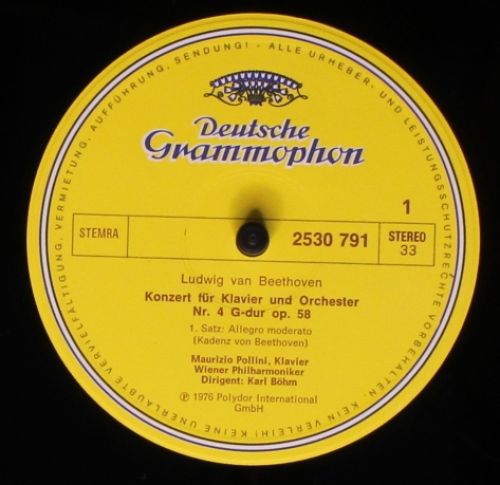 ALLE URHEBER- UND LEISTUNGSSCHUTZRECHTE VORBEHALTEN · KEIN VERLEIH! KEINE UNERLAUBTE VERVIELFÄLTIGUNG, VERMIETUNG, AUFFÜHRUNG, SENDUNG! -
Deutsche
Grammophon
1
STEMRA
2530 791
STEREO
33
Ludwig van Beethoven
Konzert für Klavier und Orchester
Nr. 4 G-dur op. 58
1. Satz: Allegro moderato
(Kadenz von Beethoven)
Maurizio Pollini, Klavier
Wiener Philharmoniker
Dirigent: Karl Böhm
Ⓟ 1976 Polydor International
GmbH